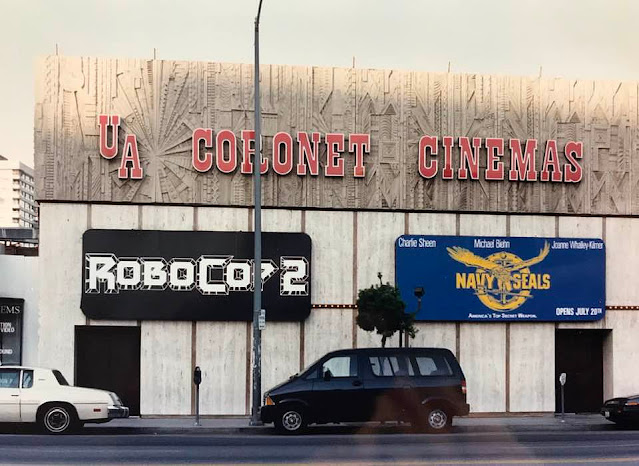 UA CORONET CINEMAS
ROBOCOP 2
Charlie Sheen Michael Biehn Joanne Whalley-Kilmer
NAVY SEALS
AMERICA'S TOP SECRET WEAPON.
OPENS JULY 20TH